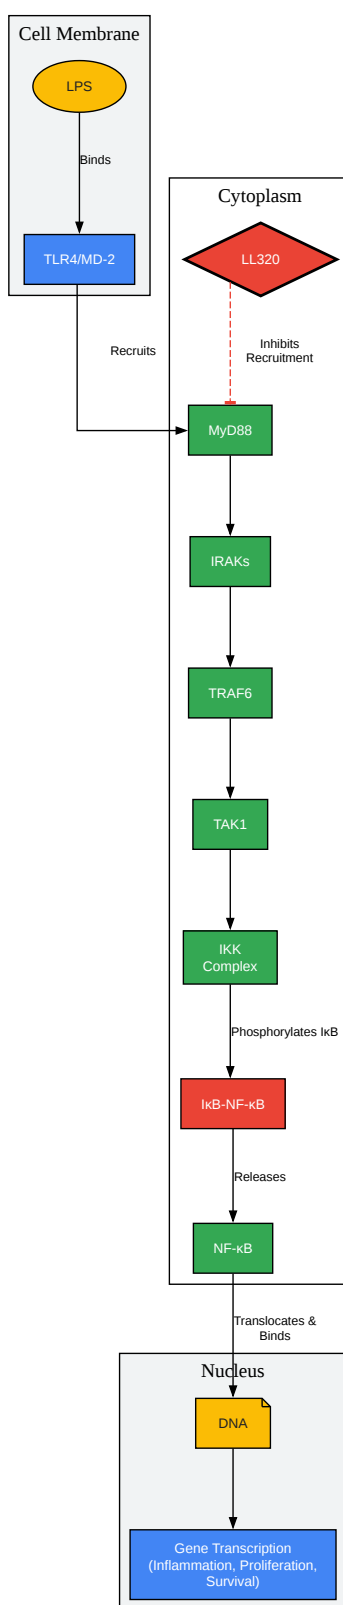 Cell Membrane
LPS
Binds
TLR4/MD-2
Recruits
Cytoplasm
LL320
Inhibits
Recruitment
MyD88
IRAKs
TRAF6
TAK1
IKK
Complex
Phosphorylates IκB
IκB-NF-κB
Releases
NF-κB
Translocates &
Binds
Nucleus
DNA
Gene Transcription
(Inflammation, Proliferation,
Survival)